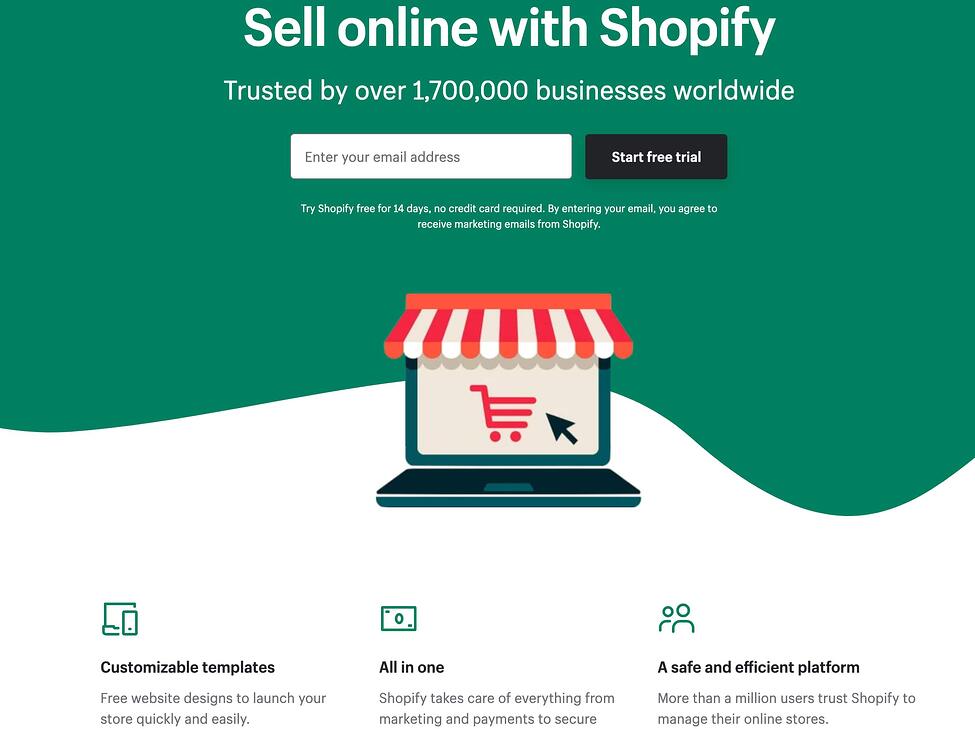 Sell online with Shopify
Trusted by over 1,700,000 businesses worldwide
Enter your email address
Start free trial
Try Shopify free for 14 days, no credit card required. By entering your email, you agree to
receive marketing emails from Shopify.
Customizable templates
Free website designs to launch your
store quickly and easily.
All in one
Shopify takes care of everything from
marketing and payments to secure
A safe and efficient platform
More than a million users trust Shopify to
manage their online stores.